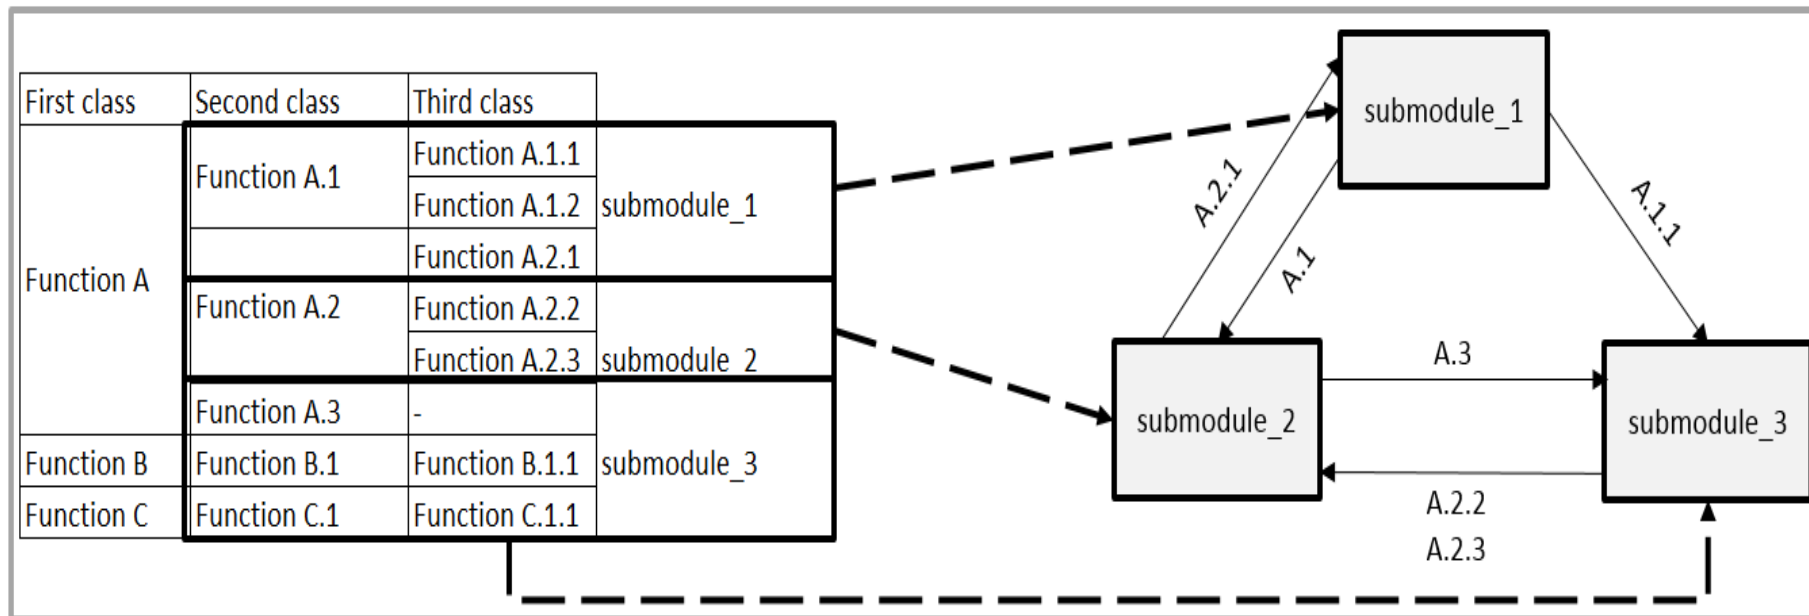 First class Second class Third class
Function A.1 Function A.1.1
Function A.1.2 submodule_1
Function A.2.1
Function A
Function A.2 Function A.2.2
Function A.2.3 submodule_2
Function A.3 -
Function B Function B.1 Function B.1.1 submodule_3
Function C Function C.1 Function C.1.1
submodule_1
A.2.1
A.1
A.1.1
submodule_2
A.3
submodule_3
A.2.2
A.2.3